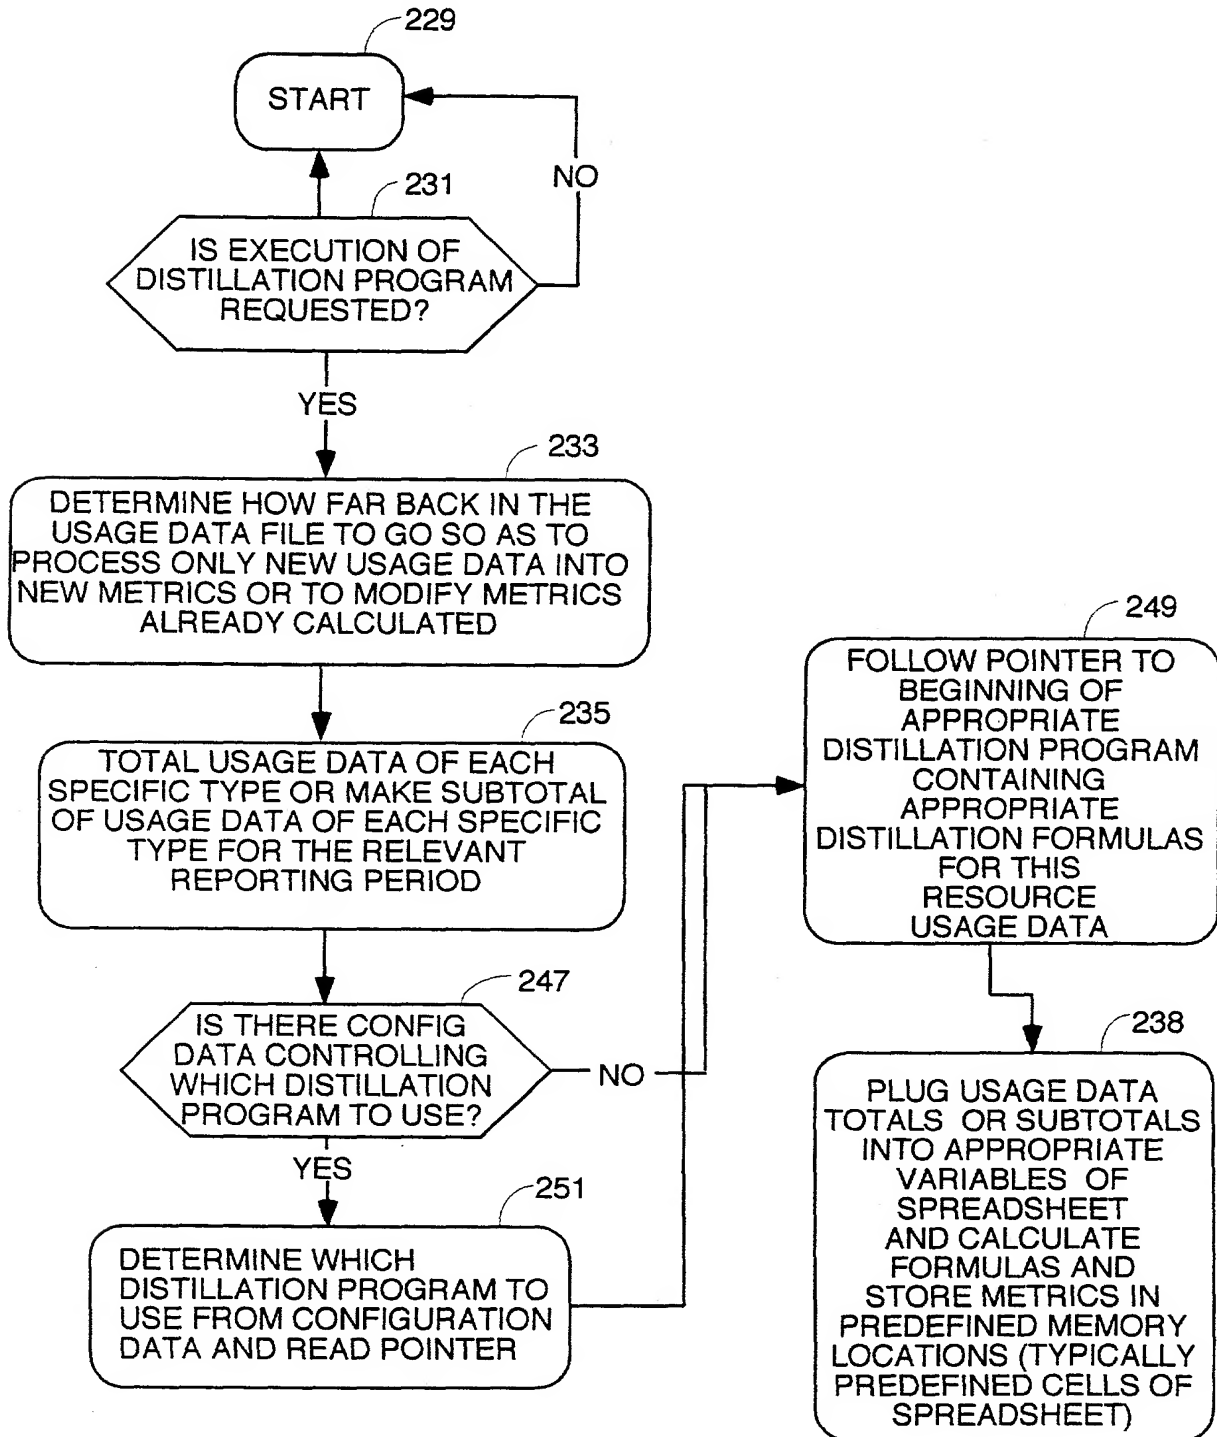 229
START
NO
231
IS EXECUTION OF
DISTILLATION PROGRAM
REQUESTED?
YES
233
DETERMINE HOW FAR BACK IN THE
USAGE DATA FILE TO GO SO AS TO
PROCESS ONLY NEW USAGE DATA INTO
NEW METRICS OR TO MODIFY METRICS
ALREADY CALCULATED
235
TOTAL USAGE DATA OF EACH
SPECIFIC TYPE OR MAKE SUBTOTAL
OF USAGE DATA OF EACH SPECIFIC
TYPE FOR THE RELEVANT
REPORTING PERIOD
247
IS THERE CONFIG
DATA CONTROLLING
WHICH DISTILLATION
PROGRAM TO USE?
NO
YES
251
DETERMINE WHICH
DISTILLATION PROGRAM TO
USE FROM CONFIGURATION
DATA AND READ POINTER
249
FOLLOW POINTER TO
BEGINNING OF
APPROPRIATE
DISTILLATION PROGRAM
CONTAINING
APPROPRIATE
DISTILLATION FORMULAS
FOR THIS
RESOURCE
USAGE DATA
238
PLUG USAGE DATA
TOTALS OR SUBTOTALS
INTO APPROPRIATE
VARIABLES OF
SPREADSHEET
AND CALCULATE
FORMULAS AND
STORE METRICS IN
PREDEFINED MEMORY
LOCATIONS (TYPICALLY
PREDEFINED CELLS OF
SPREADSHEET)